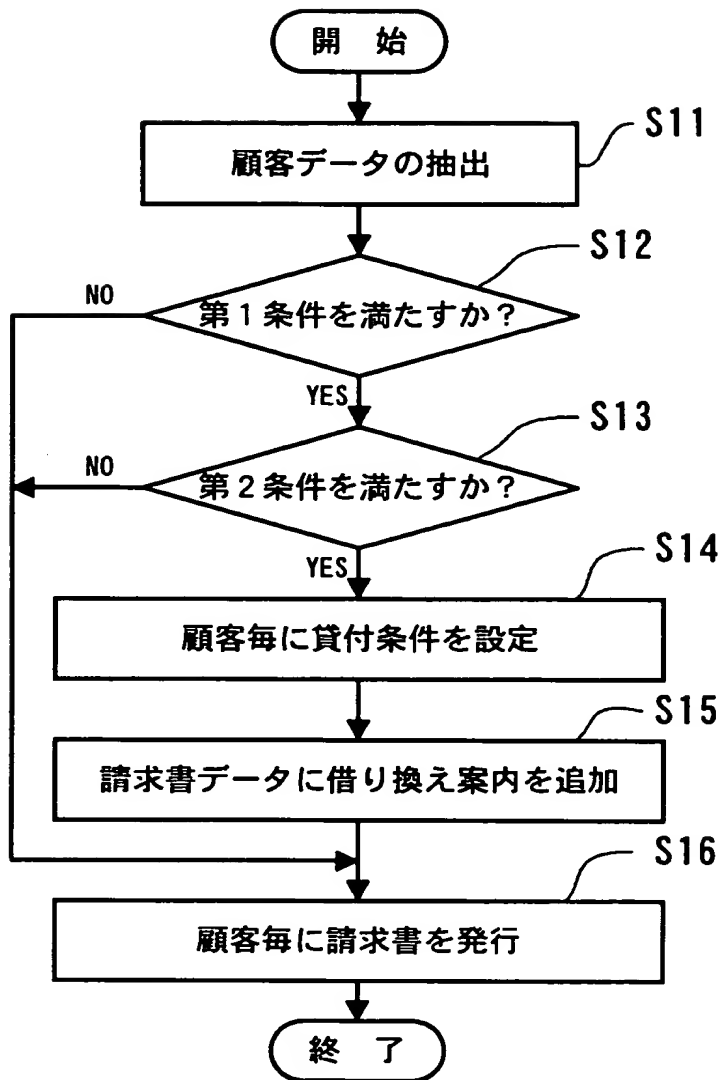 開 始
S11
顧客データの抽出
S12
NO
第1条件を満たすか?
YES
S13
NO
第2条件を満たすか?
YES
S14
顧客毎に貸付条件を設定
S15
請求書データに借り換え案内を追加
S16
顧客毎に請求書を発行
終 了